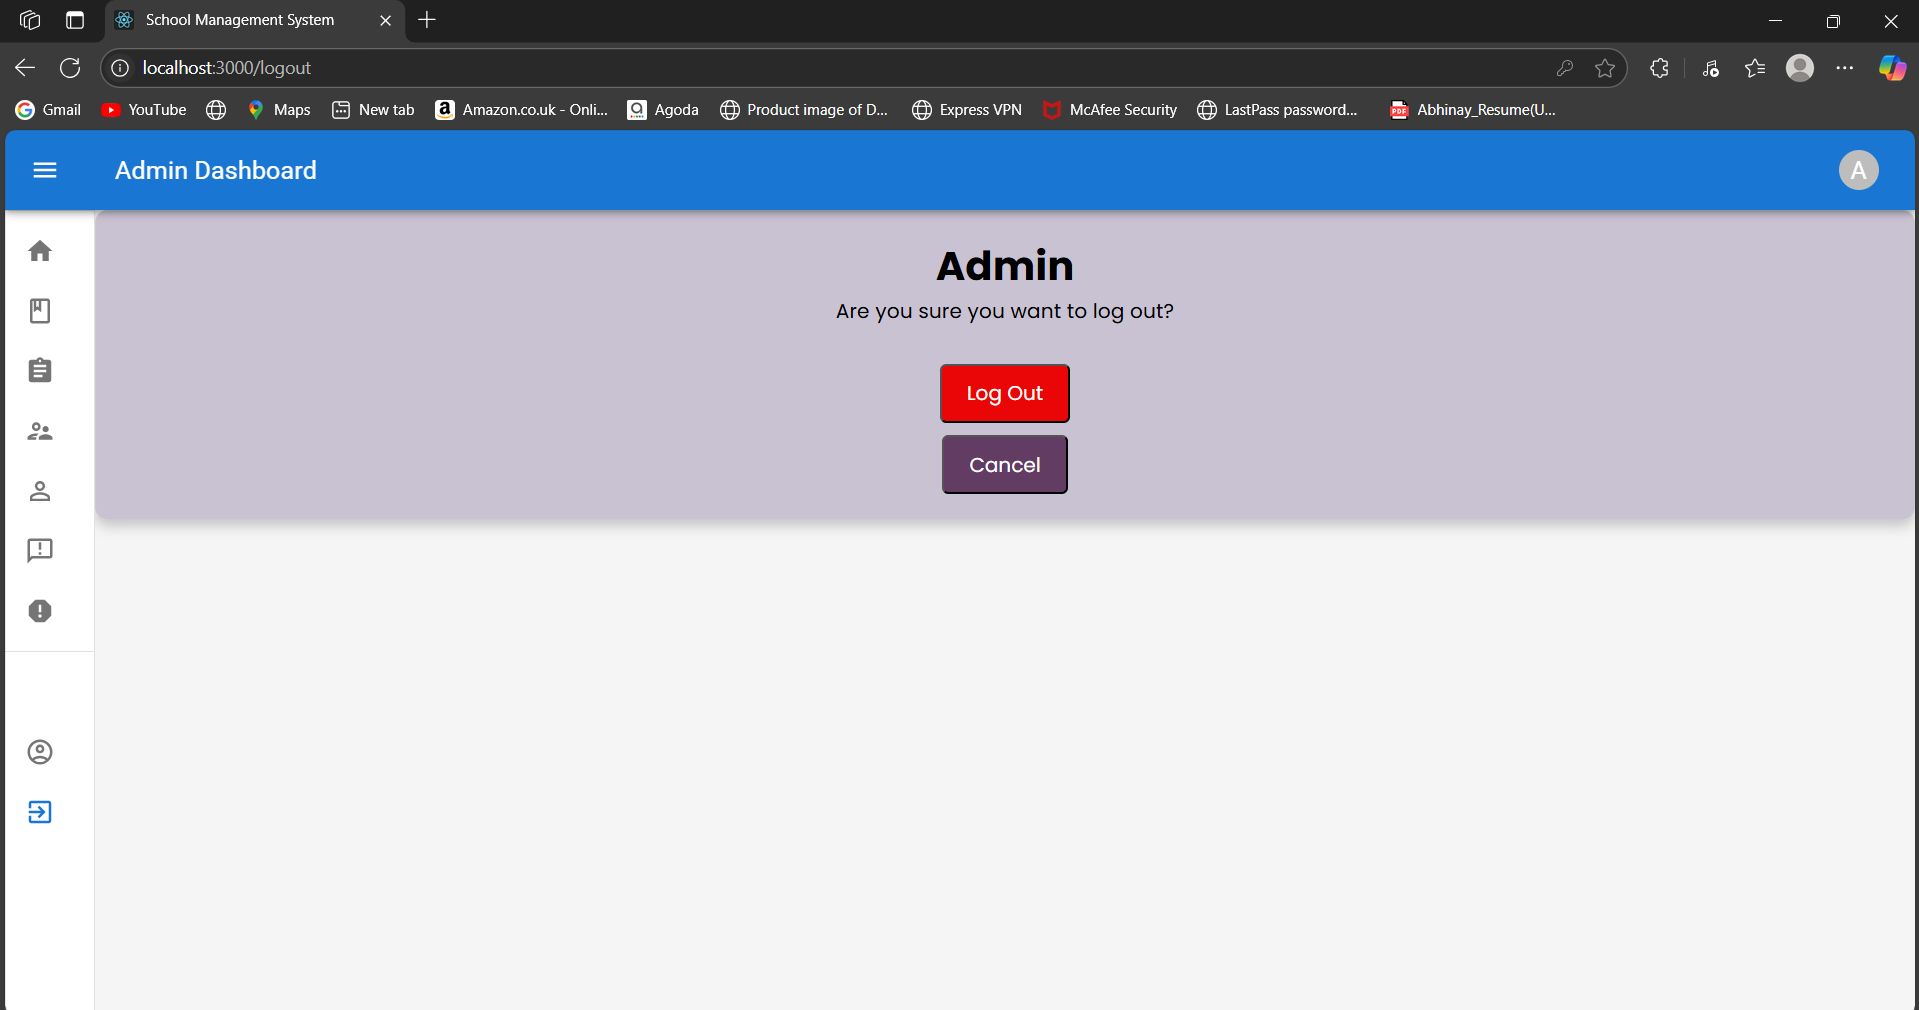 School Management System
localhost:3000/logout
Gmail YouTube Maps New tab Amazon.co.uk - Onli... Agoda Product image of D... Express VPN McAfee Security LastPass password... Abhinay_Resume(U...
Admin Dashboard A
Admin
Are you sure you want to log out?
Log Out
Cancel